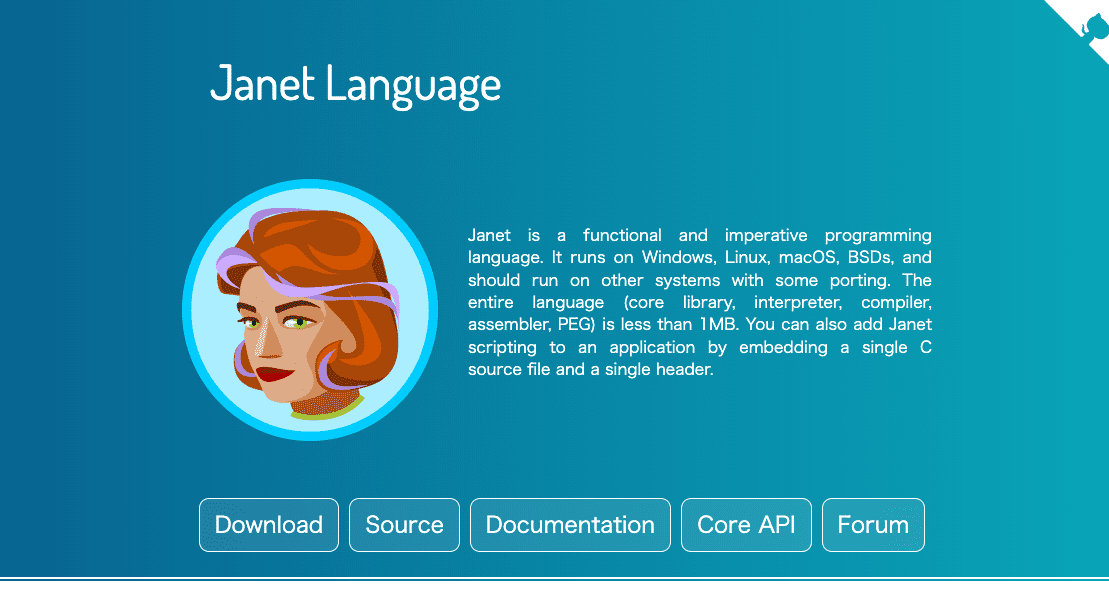 Janet Language
Janet is a functional and imperative programming
language. It runs on Windows, Linux, macOS, BSDs, and
should run on other systems with some porting. The
entire language (core library, interpreter, compiler,
assembler, PEG) is less than 1MB. You can also add Janet
scripting to an application by embedding a single C
source file and a single header.
Download
Source
Documentation
Core API
Forum